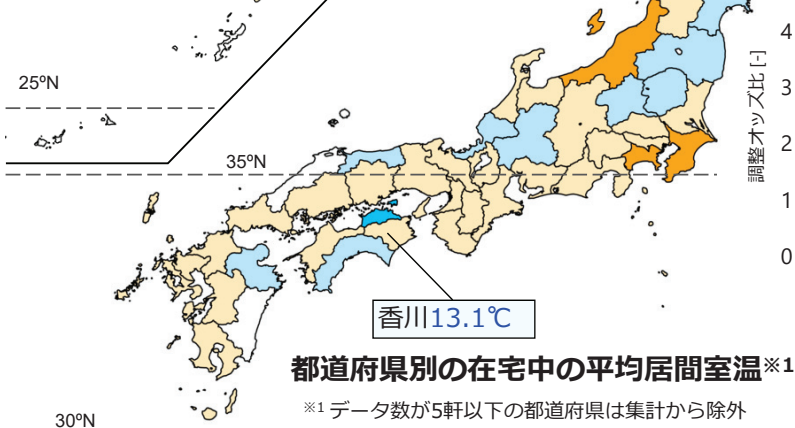 4
3
2
1
0
調整オッズ比 [-]
25ºN
35ºN
香川13.1℃
都道府県別の在宅中の平均居間室温※1
※1 データ数が5軒以下の都道府県は集計から除外
30ºN